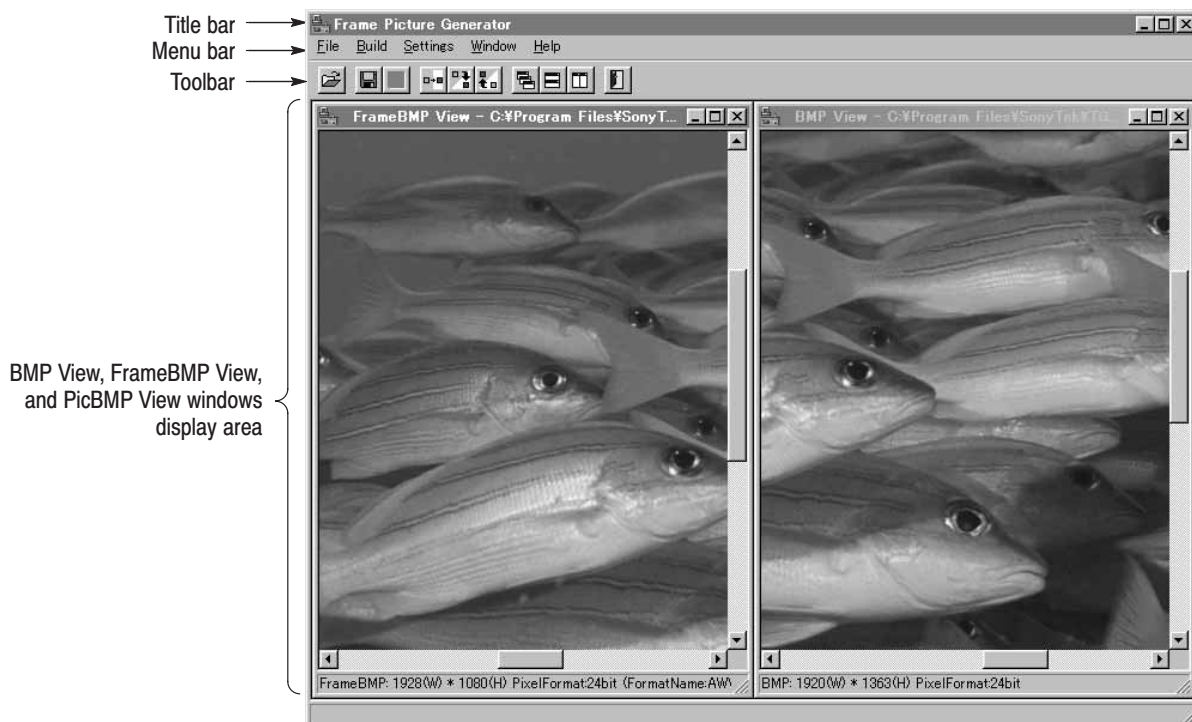 Title bar
Frame Picture Generator
Menu bar
File Build Settings Window Help
Toolbar
FrameBMP View - C:¥Program Files¥SonyT...
BMP View - C:¥Program Files¥SonyTek¥TG...
BMP View, FrameBMP View,
and PicBMP View windows
display area
FrameBMP: 1928(W) * 1080(H) PixelFormat:24bit (FormatName:AWV
BMP: 1920(W) * 1363(H) PixelFormat:24bit